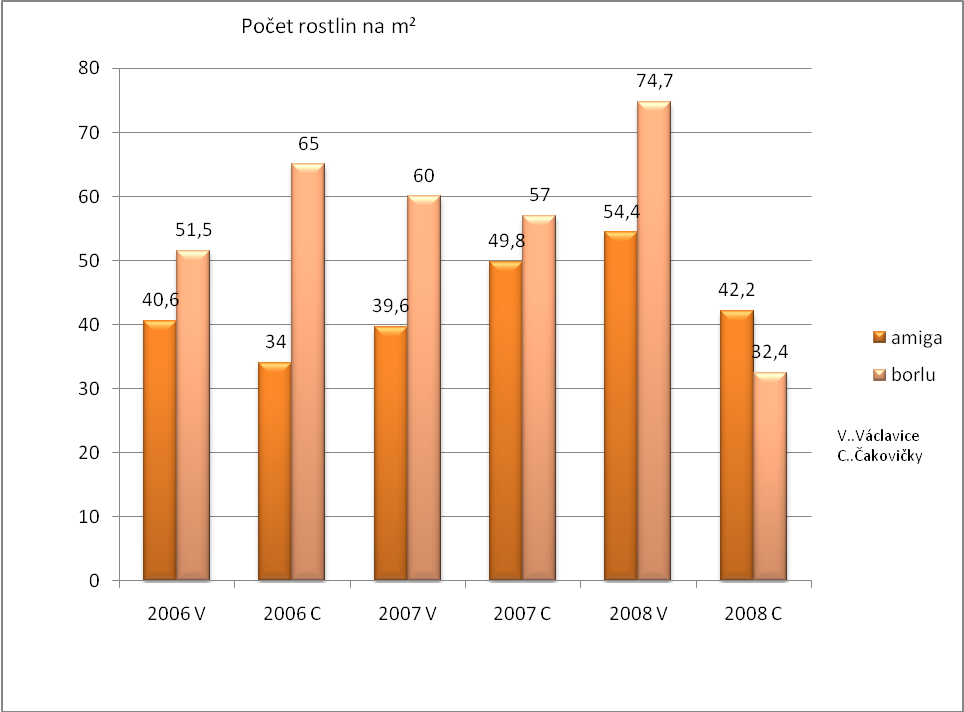 Počet rostlin na m²
80
70
60
50
40
30
20
10
0
40,6
51,5
34
65
39,6
60
49,8
57
54,4
74,7
42,2
32,4
2006 V
2006 C
2007 V
2007 C
2008 V
2008 C
amiga
borlu
V..Václavice
C..Čakovičky